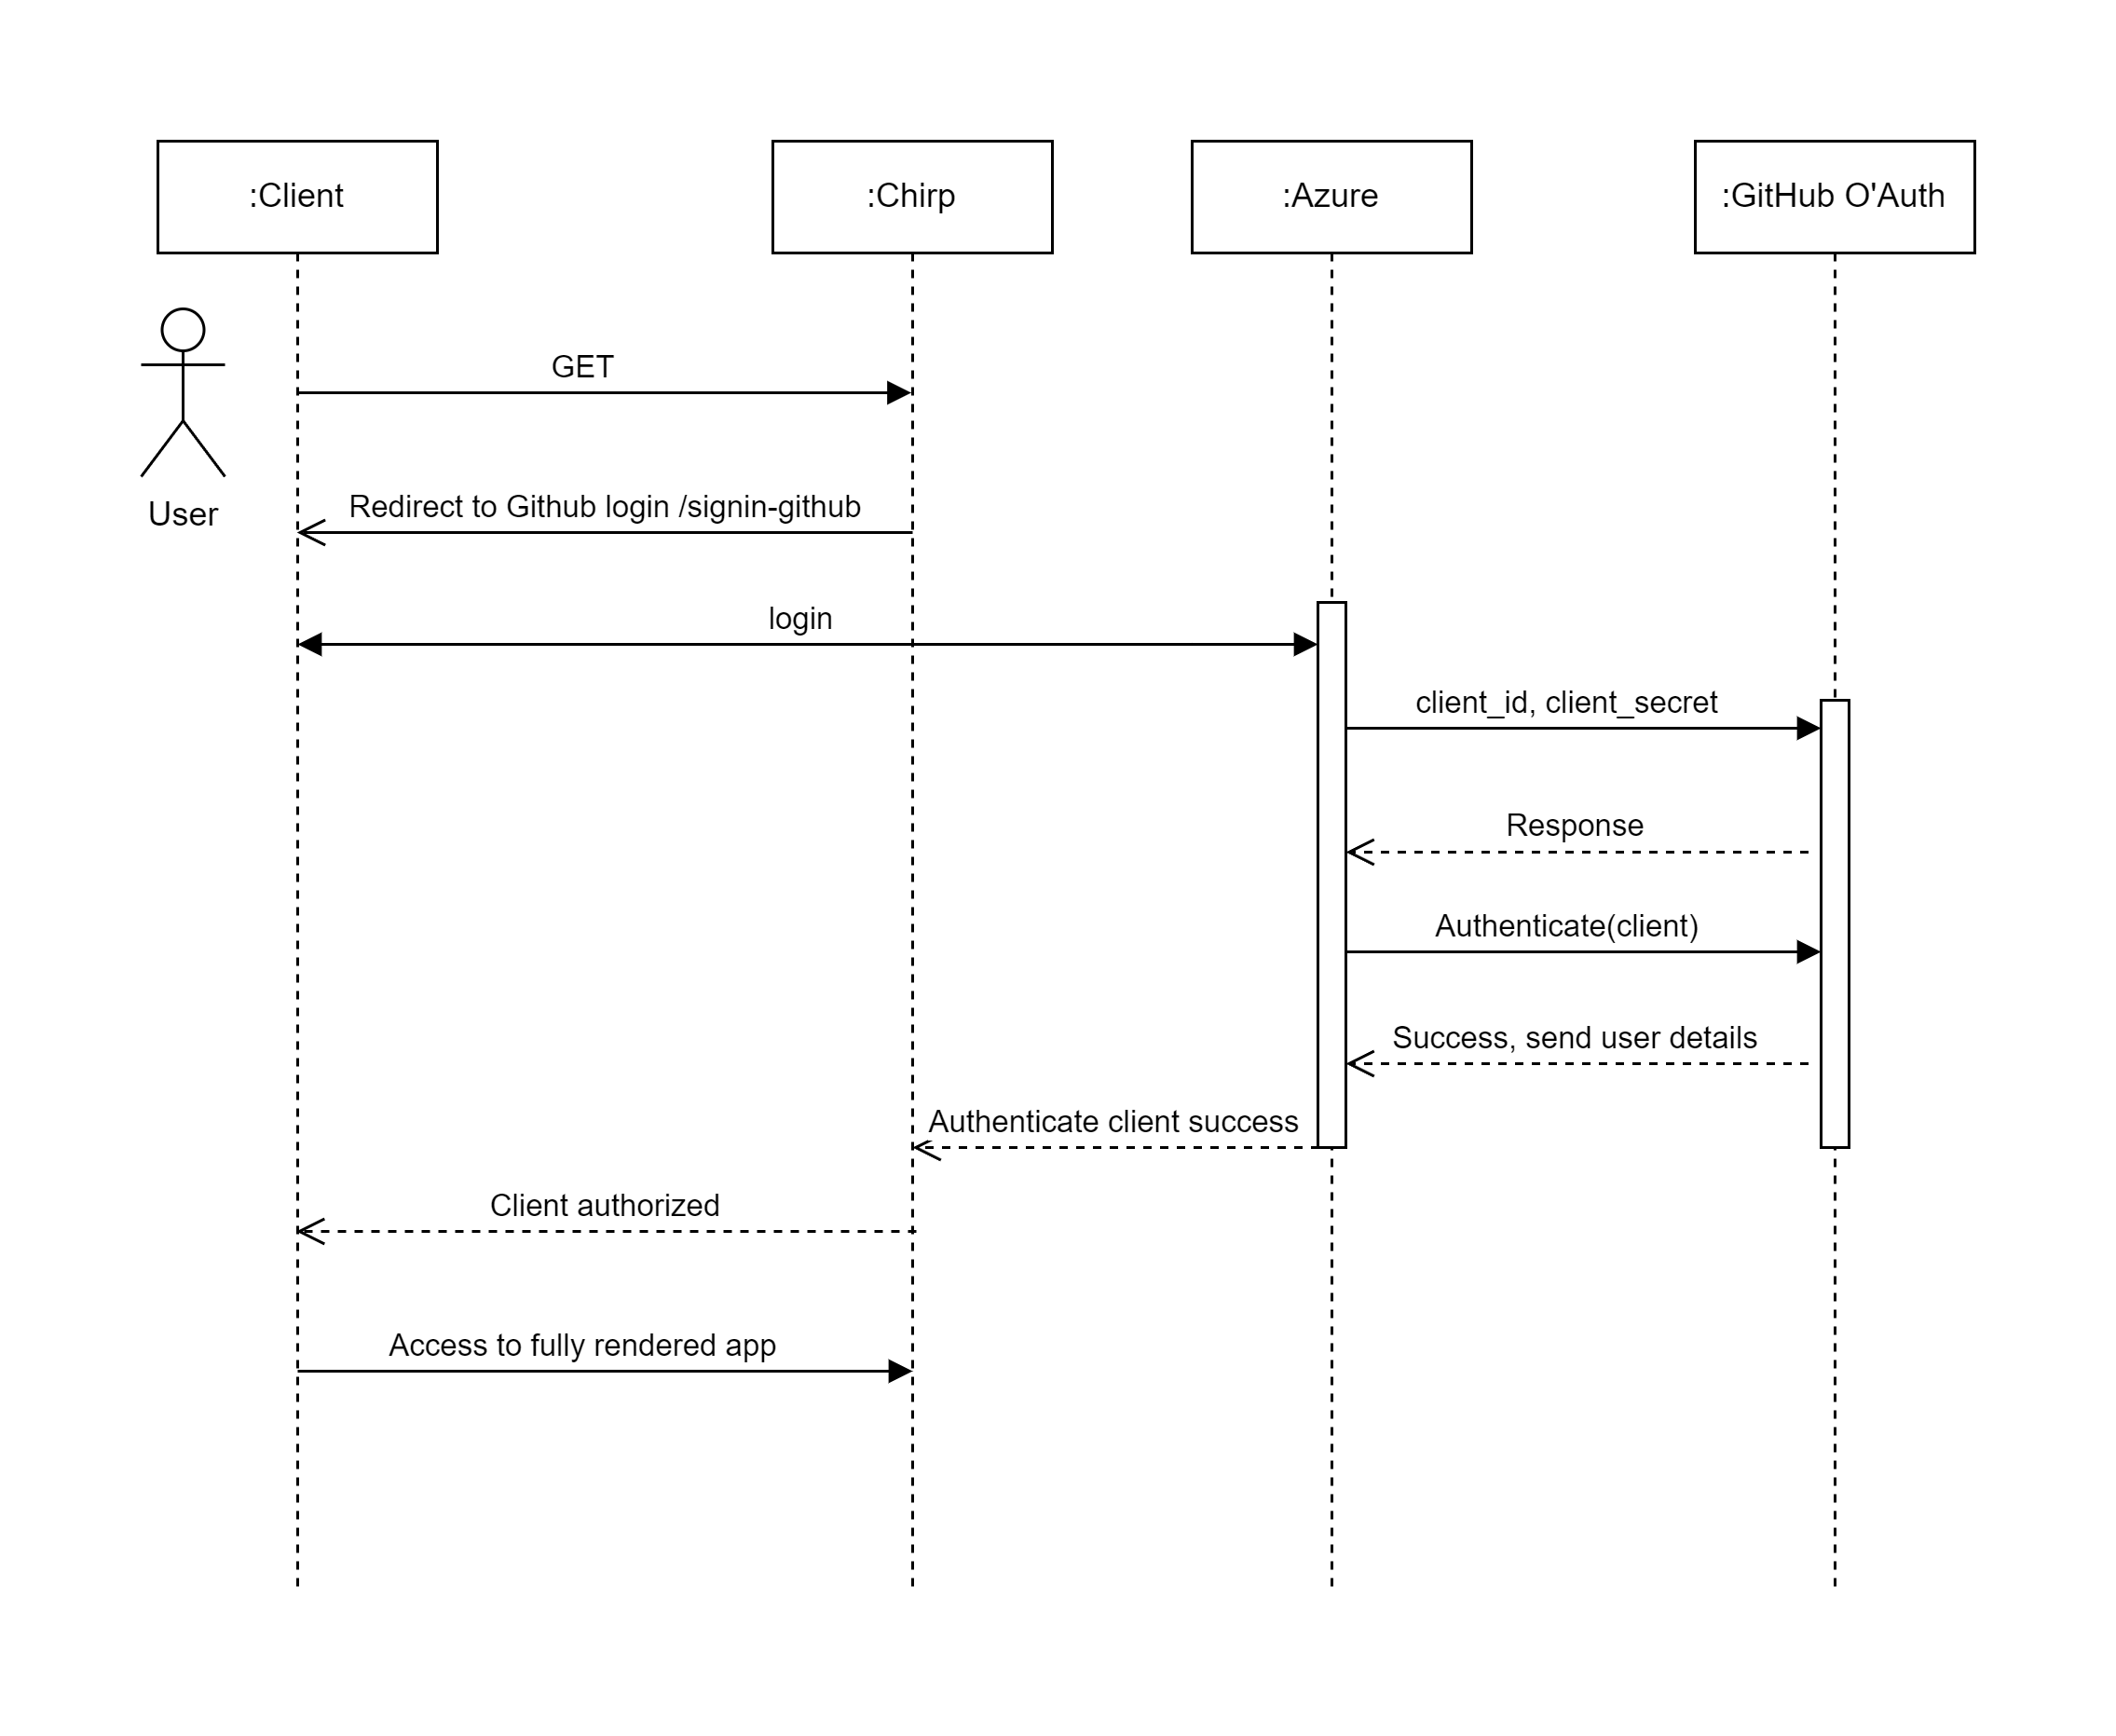 :Client
:Chirp
:Azure
:GitHub O'Auth
GET
User
Redirect to Github login /signin-github
login
client_id, client_secret
Response
Authenticate(client)
Success, send user details
Authenticate client success
Client authorized
Access to fully rendered app